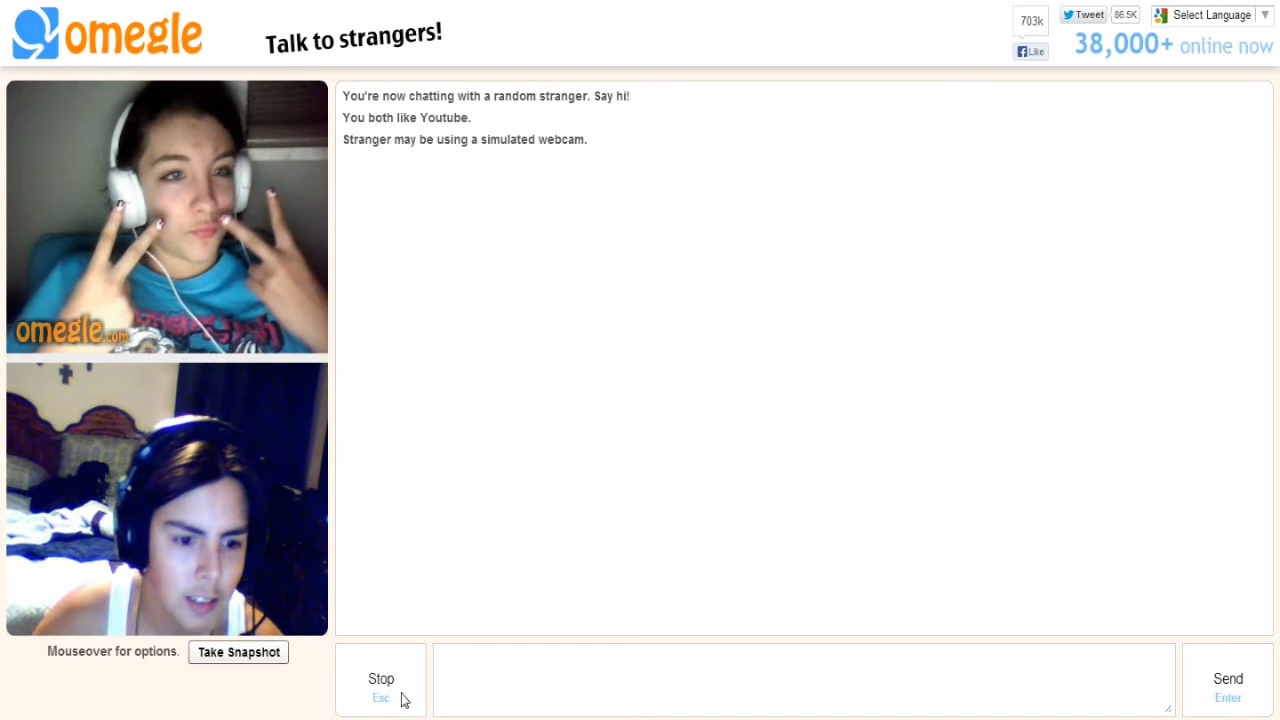 omegle
Talk to strangers!
703k
Like
Tweet
86.5K
Select Language
38,000+ online now
You're now chatting with a random stranger. Say hi!
You both like Youtube.
Stranger may be using a simulated webcam.
omegle.com
Mouseover for options.
Take Snapshot
Stop
Esc
Send
Enter